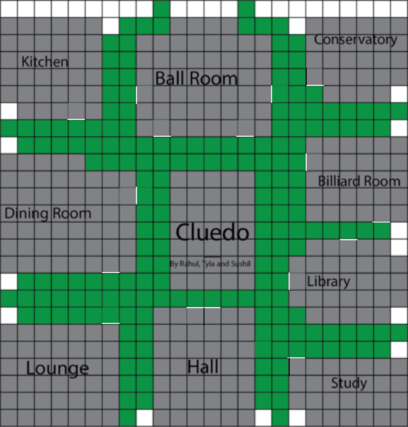 Conservatory
Kitchen
Ball Room
Billiard Room
Dining Room
Cluedo
By Rahul, Tyla and Sushil
Library
Lounge
Hall
Study